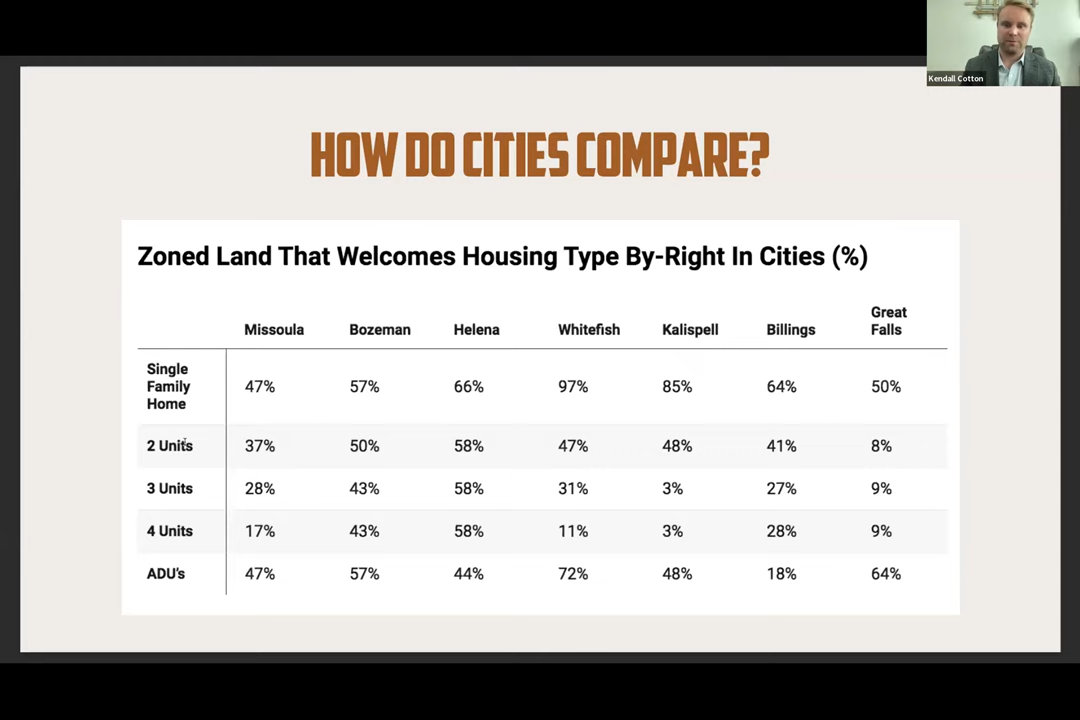 Kendall Cotton
HOW DO CITIES COMPARE?
Zoned Land That Welcomes Housing Type By-Right In Cities (%)
Missoula Bozeman Helena Whitefish Kalispell Billings Great Falls
Single Family Home 47% 57% 66% 97% 85% 64% 50%
2 Units 37% 50% 58% 47% 48% 41% 8%
3 Units 28% 43% 58% 31% 3% 27% 9%
4 Units 17% 43% 58% 11% 3% 28% 9%
ADU's 47% 57% 44% 72% 48% 18% 64%